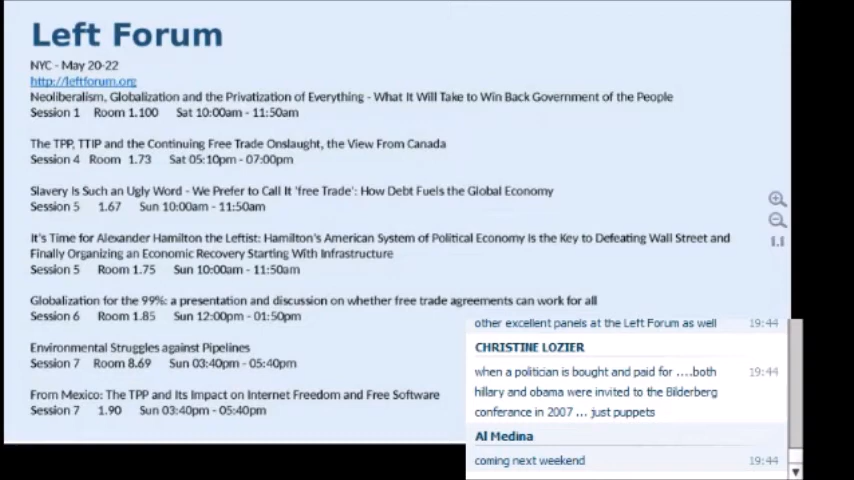 Left Forum
NYC - May 20-22
http://leftforum.org
Neoliberalism, Globalization and the Privatization of Everything - What It Will Take to Win Back Government of the People
Session 1 Room 1.100 Sat 10:00am - 11:50am
The TPP, TTIP and the Continuing Free Trade Onslaught, the View From Canada
Session 4 Room 1.73 Sat 05:10pm - 07:00pm
Slavery Is Such an Ugly Word - We Prefer to Call It 'free Trade': How Debt Fuels the Global Economy
Session 5 1.67 Sun 10:00am - 11:50am
It's Time for Alexander Hamilton the Leftist: Hamilton's American System of Political Economy Is the Key to Defeating Wall Street and
Finally Organizing an Economic Recovery Starting With Infrastructure
Session 5 Room 1.75 Sun 10:00am - 11:50am
Globalization for the 99%: a presentation and discussion on whether free trade agreements can work for all
Session 6 Room 1.85 Sun 12:00pm - 01:50pm
Environmental Struggles against Pipelines
Session 7 Room 8.69 Sun 03:40pm - 05:40pm
From Mexico: The TPP and Its Impact on Internet Freedom and Free Software
Session 7 1.90 Sun 03:40pm - 05:40pm
1.1
other excellent panels at the Left Forum as well 19:44
CHRISTINE LOZIER
when a politician is bought and paid for ....both 19:44
hillary and obama were invited to the Bilderberg
conference in 2007 ... just puppets
Al Medina
coming next weekend 19:44